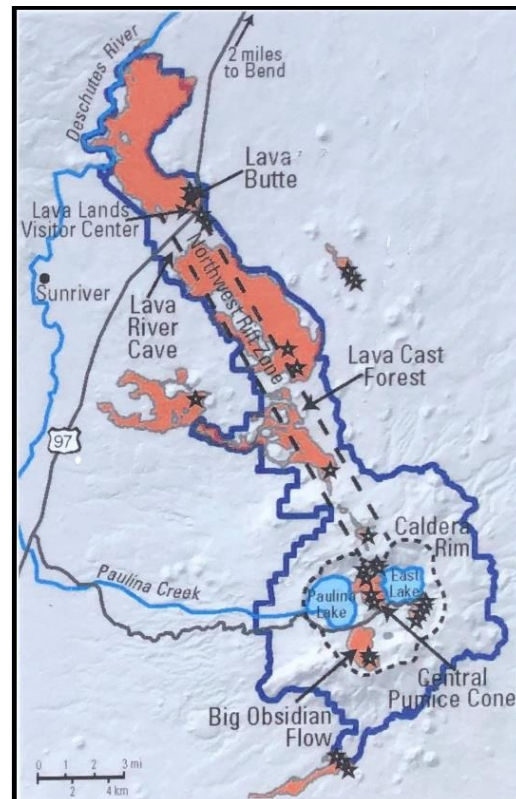 Deschutes River
2 miles
to Bend
Lava
Butte
Lava Lands
Visitor Center
Northwest Rift Zone
Sunriver
Lava
River
Cave
Lava Cast
Forest
97
Caldera
Rim
Paulina Creek
Paulina
Lake
East
Lake
Central
Pumice Cone
Big Obsidian
Flow
0 1 2 3 mi
2 4 km